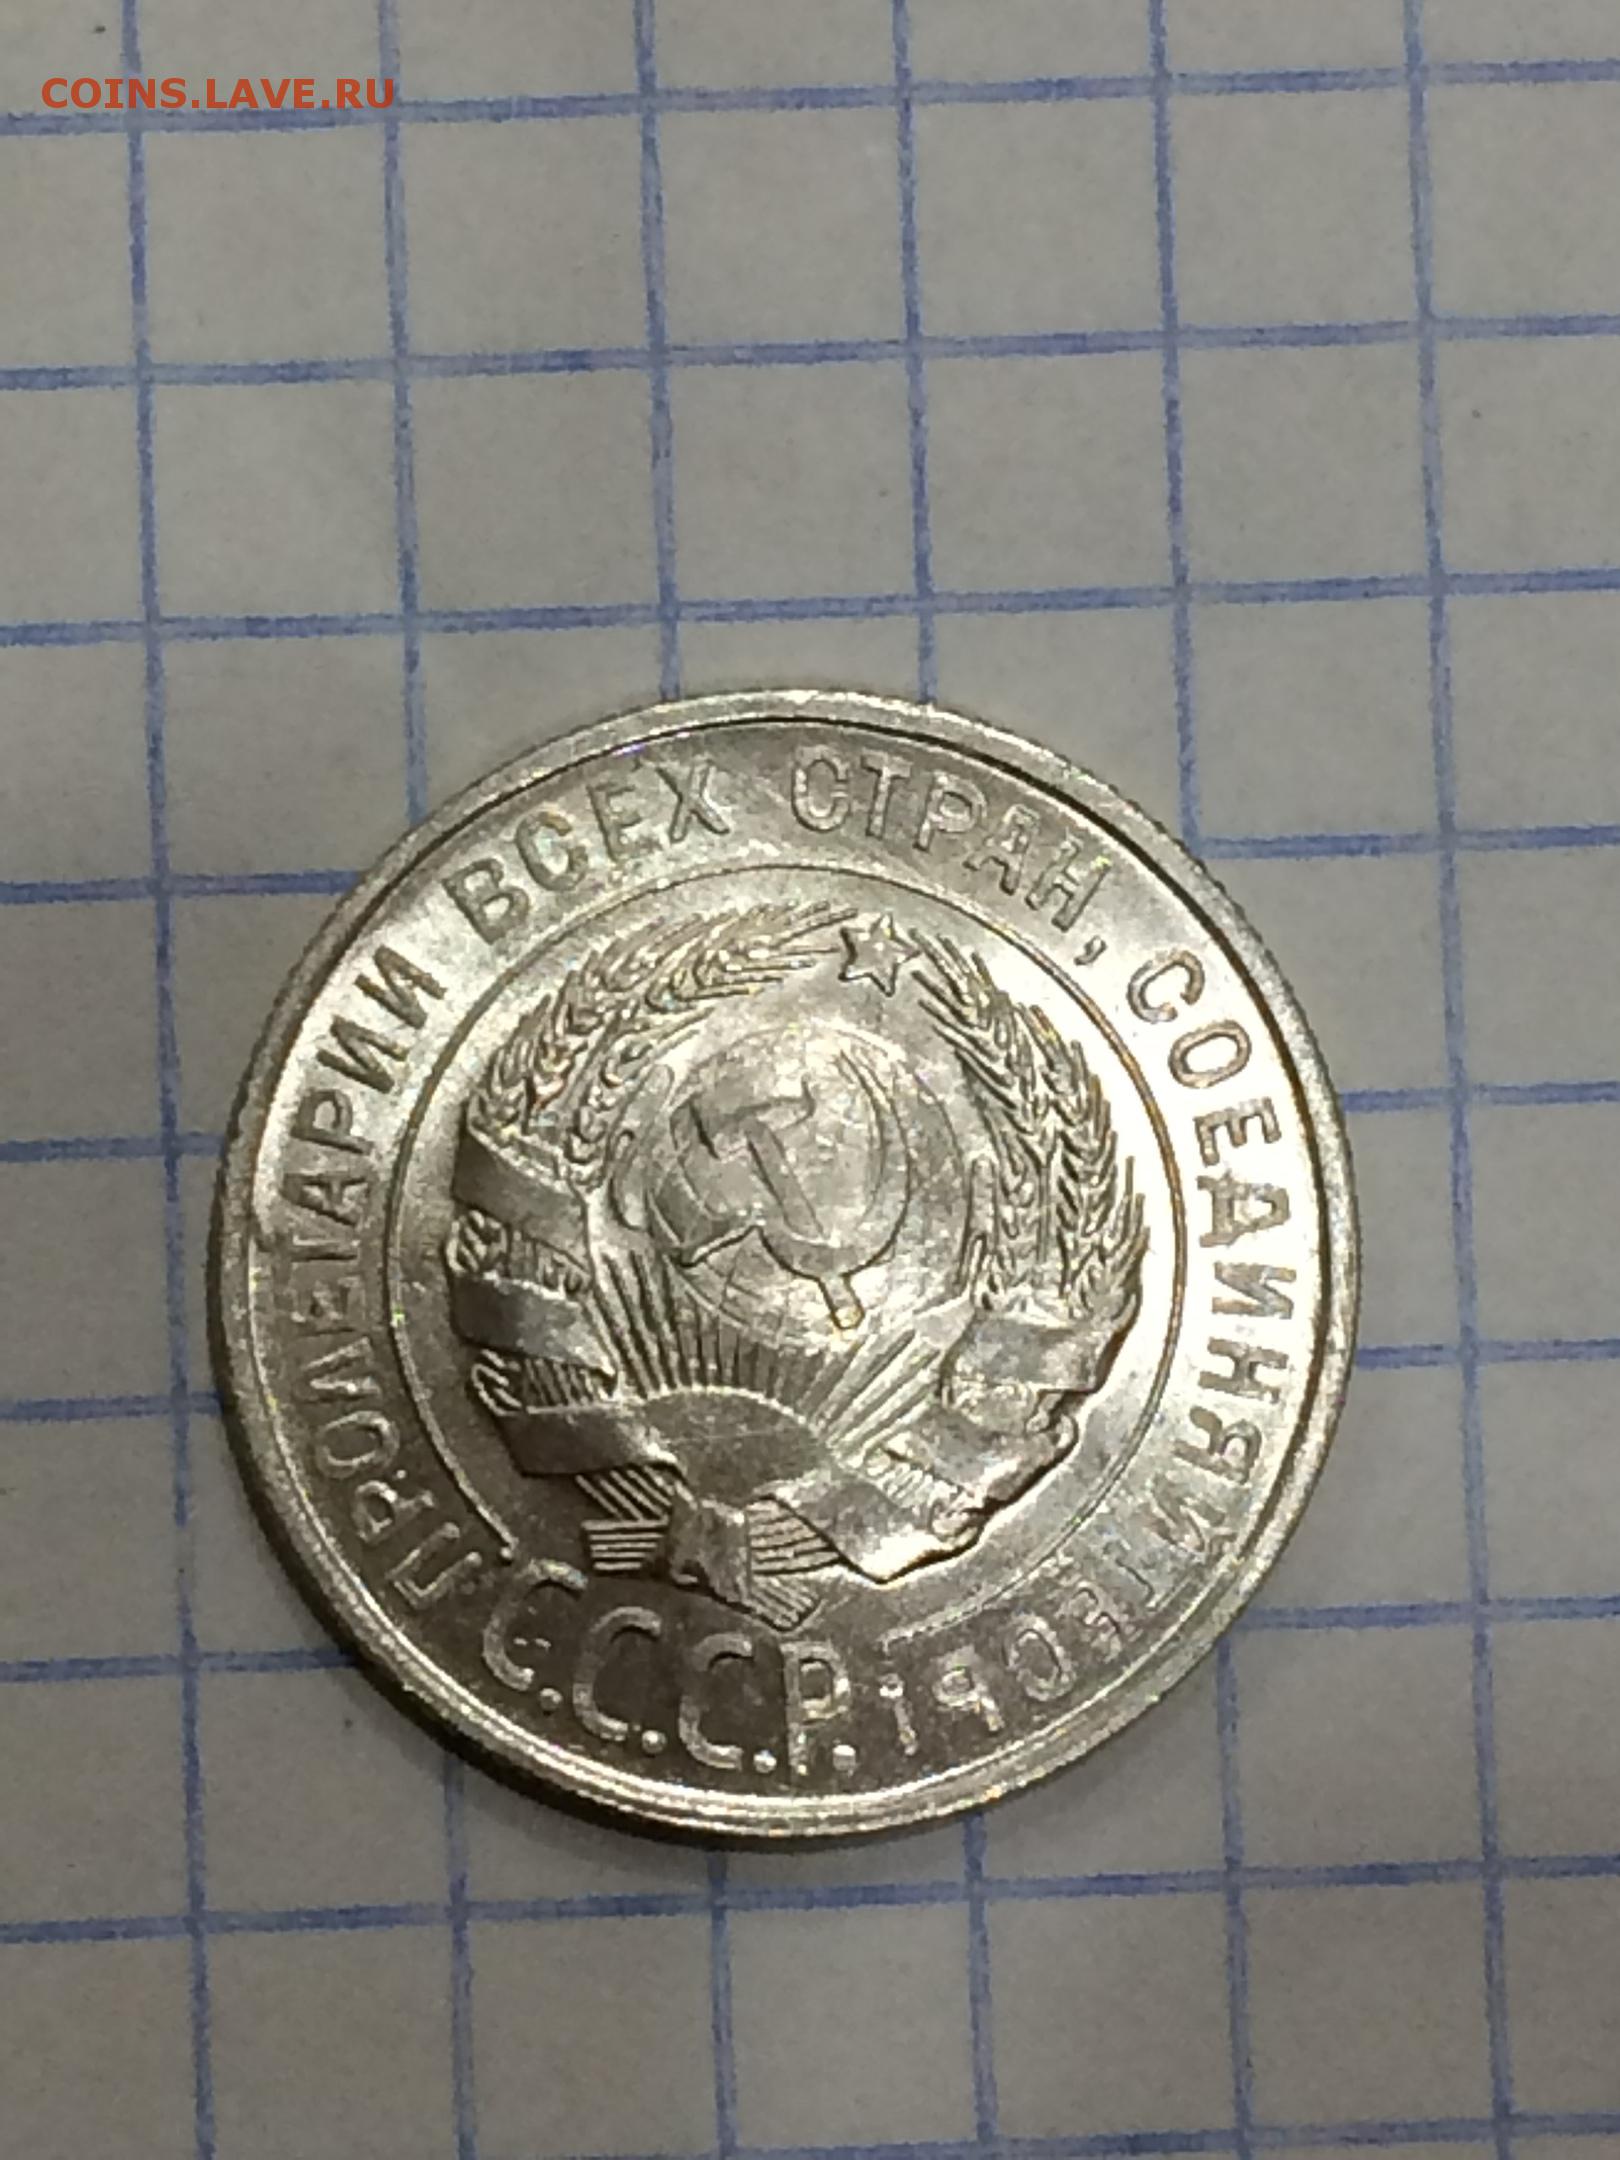 COINS.LAVE.RU
ПРОЛЕТАРИИ ВСЕХ СТРАН, СОЕДИНЯЙТЕСЬ!
С.С.С.Р.